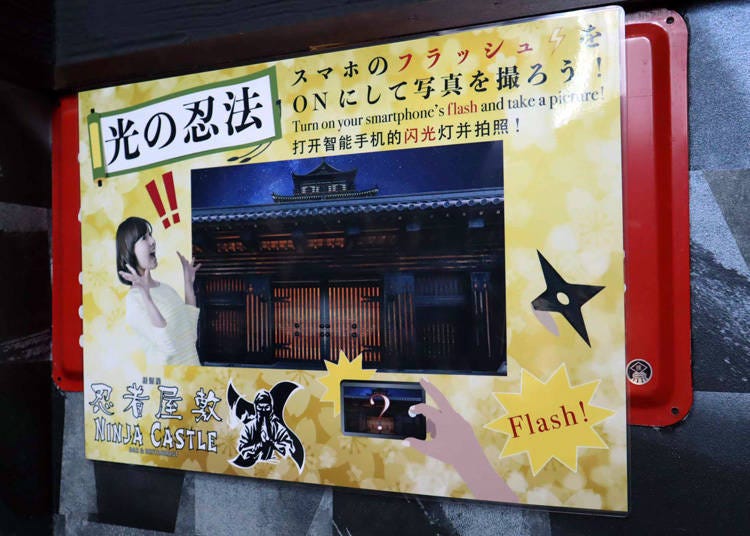 光の忍法
スマホのフラッシュを
ONにして写真を撮ろう！
Turn on your smartphone's flash and take a picture!
打开智能手机的闪光灯并拍照！
!!
忍者屋敷
NINJA CASTLE
BAR & RESTAURANT
?
Flash!